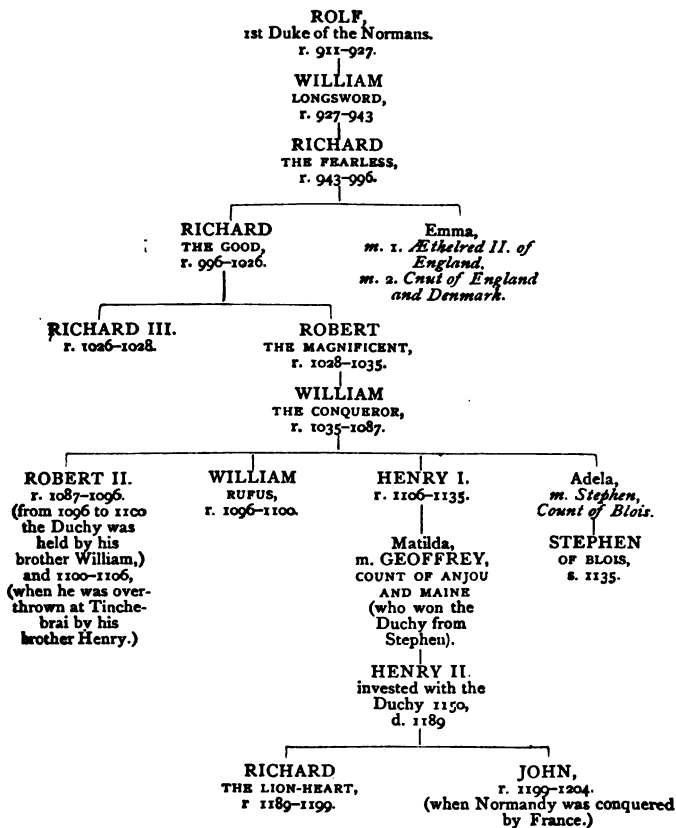 ROLF,
1st Duke of the Normans.
r. 911–927.
WILLIAM
LONGSWORD,
r. 927–943
RICHARD
THE FEARLESS,
r. 943–996.
RICHARD
THE GOOD,
r. 996–1026.
Emma,
m. 1. Æthelred II. of
England.
m. 2. Cnut of England
and Denmark.
RICHARD III.
r. 1026–1028.
ROBERT
THE MAGNIFICENT,
r. 1028–1035.
WILLIAM
THE CONQUEROR,
r. 1035–1087.
ROBERT II.
r. 1087–1096.
(from 1096 to 1100
the Duchy was
held by his
brother William,)
and 1100–1106,
(when he was over-
thrown at Tinche-
brai by his
brother Henry.)
WILLIAM
RUFUS,
r. 1096–1100.
HENRY I.
r. 1106–1135.
Matilda,
m. GEOFFREY,
COUNT OF ANJOU
AND MAINE
(who won the
Duchy from
Stephen).
Adela,
m. Stephen,
Count of Blois.
STEPHEN
OF BLOIS,
s. 1135.
HENRY II.
invested with the
Duchy 1150,
d. 1189
RICHARD
THE LION-HEART,
r 1189–1199.
JOHN,
r. 1199–1204.
(when Normandy was conquered
by France.)